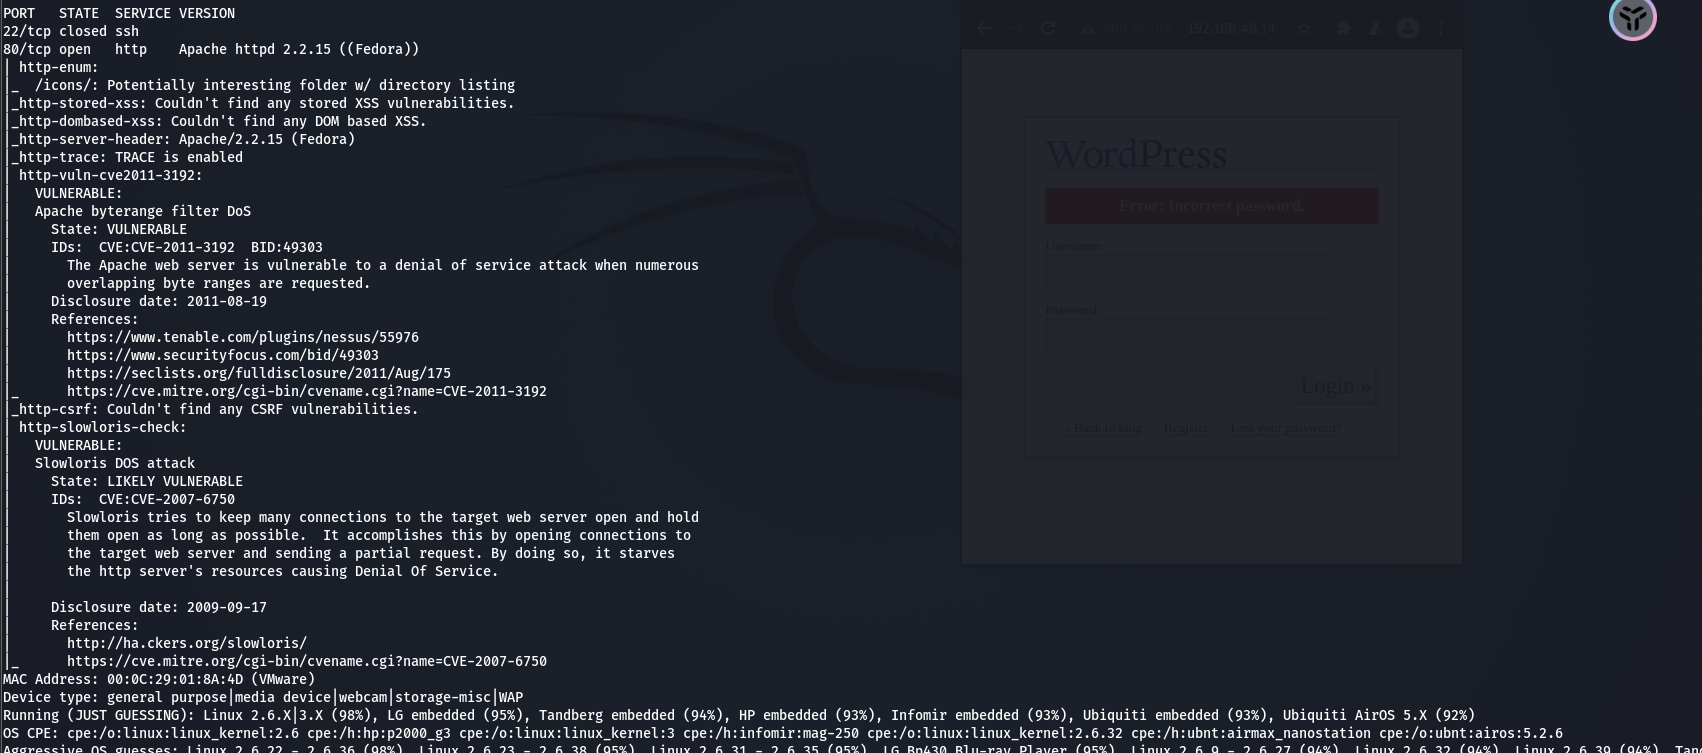 PORT   STATE  SERVICE VERSION
22/tcp closed ssh
80/tcp open   http    Apache httpd 2.2.15 ((Fedora))
| http-enum:
|_  /icons/: Potentially interesting folder w/ directory listing
|_http-stored-xss: Couldn't find any stored XSS vulnerabilities.
|_http-dombased-xss: Couldn't find any DOM based XSS.
|_http-server-header: Apache/2.2.15 (Fedora)
|_http-trace: TRACE is enabled
| http-vuln-cve2011-3192:
|   VULNERABLE:
|   Apache byterange filter DoS
|     State: VULNERABLE
|     IDs:  CVE:CVE-2011-3192  BID:49303
|       The Apache web server is vulnerable to a denial of service attack when numerous
|       overlapping byte ranges are requested.
|     Disclosure date: 2011-08-19
|     References:
|       https://www.tenable.com/plugins/nessus/55976
|       https://www.securityfocus.com/bid/49303
|       https://seclists.org/fulldisclosure/2011/Aug/175
|_      https://cve.mitre.org/cgi-bin/cvename.cgi?name=CVE-2011-3192
|_http-csrf: Couldn't find any CSRF vulnerabilities.
| http-slowloris-check:
|   VULNERABLE:
|   Slowloris DOS attack
|     State: LIKELY VULNERABLE
|     IDs:  CVE:CVE-2007-6750
|       Slowloris tries to keep many connections to the target web server open and hold
|       them open as long as possible.  It accomplishes this by opening connections to
|       the target web server and sending a partial request. By doing so, it starves
|       the http server's resources causing Denial Of Service.
|
|     Disclosure date: 2009-09-17
|     References:
|       http://ha.ckers.org/slowloris/
|_      https://cve.mitre.org/cgi-bin/cvename.cgi?name=CVE-2007-6750
MAC Address: 00:0C:29:01:8A:4D (VMware)
Device type: general purpose|media device|webcam|storage-misc|WAP
Running (JUST GUESSING): Linux 2.6.X|3.X (98%), LG embedded (95%), Tandberg embedded (94%), HP embedded (93%), Infomir embedded (93%), Ubiquiti embedded (93%), Ubiquiti AirOS 5.X (92%)
OS CPE: cpe:/o:linux:linux_kernel:2.6 cpe:/h:hp:p2000_g3 cpe:/o:linux:linux_kernel:3 cpe:/h:infomir:mag-250 cpe:/o:linux:linux_kernel:2.6.32 cpe:/h:ubnt:airmax_nanostation cpe:/o:ubnt:airos:5.2.6
Aggressive OS guesses: Linux 2.6.22 - 2.6.36 (98%), Linux 2.6.23 - 2.6.38 (95%), Linux 2.6.31 - 2.6.35 (95%), LG Bp430 Blu-ray Player (95%), Linux 2.6.9 - 2.6.27 (94%), Linux 2.6.32 (94%), Linux 2.6.39 (94%),
Not secure 192.168.48.14...
WordPress
Error: Incorrect password.
Username:
Password:
Login »
« Back to blog Register Lost your password?